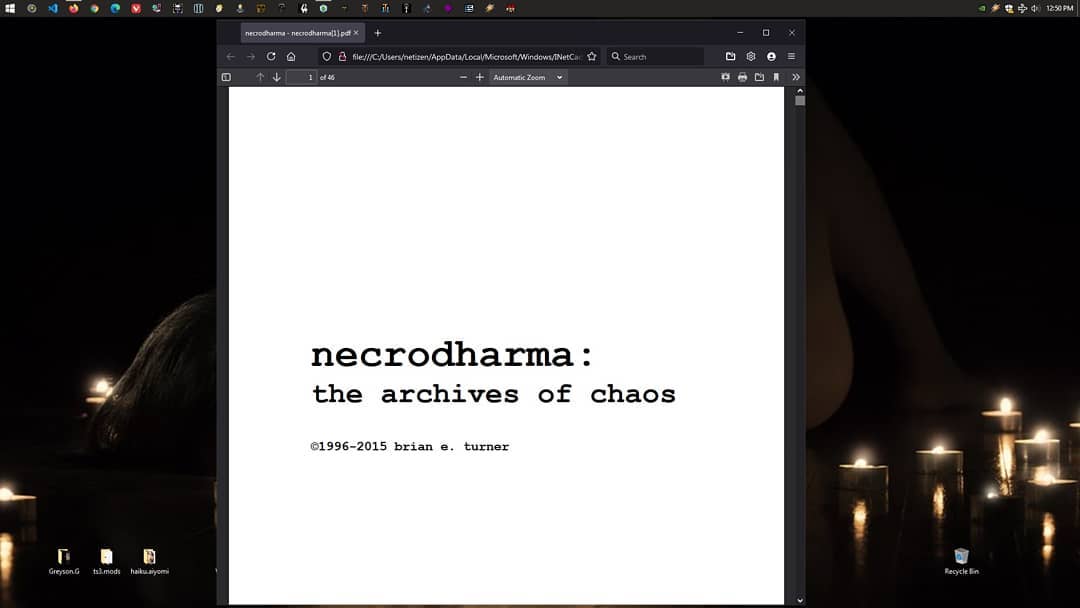 12:50 PM
necrodharma - necrodharma[1].pdf
file:///C:/Users/netizen/AppData/Local/Microsoft/Windows/INetCac
Search
1 of 46
Automatic Zoom
necrodharma:
the archives of chaos
©1996-2015 brian e. turner
Greyson.G
ts3.mods
haiku.aiyomi
Recycle Bin